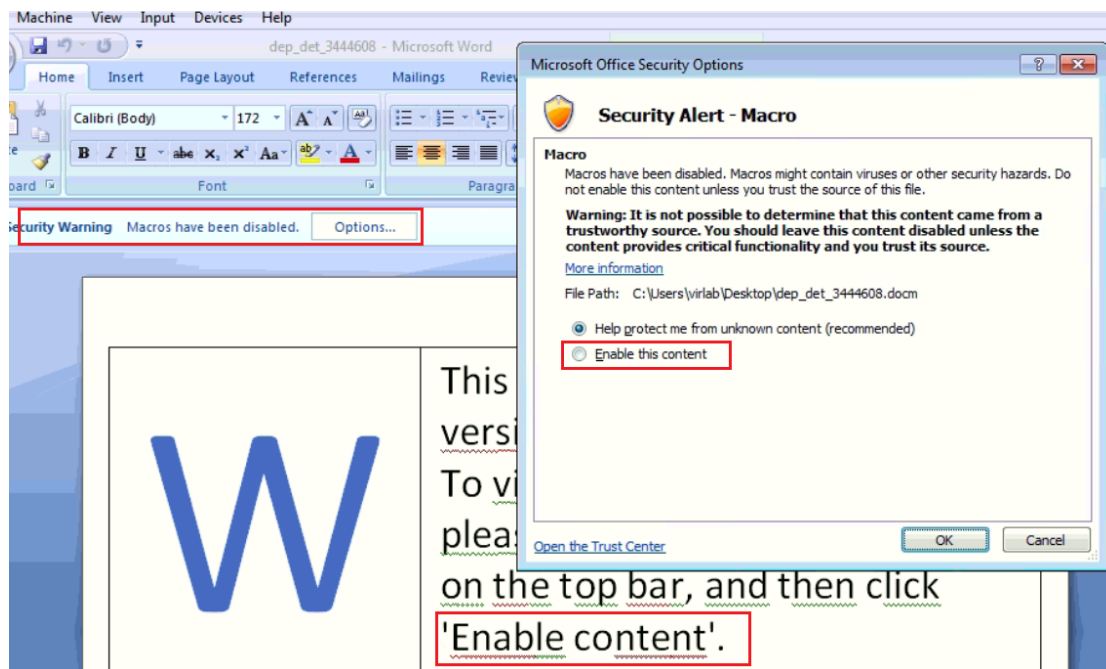 Machine View Input Devices Help
dep_det_3444608 - Microsoft Word
Home Insert Page Layout References Mailings
Calibri (Body) 172
Font
Security Warning Macros have been disabled. Options...
Microsoft Office Security Options
Security Alert - Macro
Macro
Macros have been disabled. Macros might contain viruses or other security hazards. Do
not enable this content unless you trust the source of this file.
Warning: It is not possible to determine that this content came from a
trustworthy source. You should leave this content disabled unless the
content provides critical functionality and you trust its source.
More information
File Path: C:\Users\virlab\Desktop\dep_det_3444608.docm
Help protect me from unknown content (recommended)
Enable this content
Open the Trust Center
OK Cancel
W
This
To
on the top bar, and then click
'Enable content'.